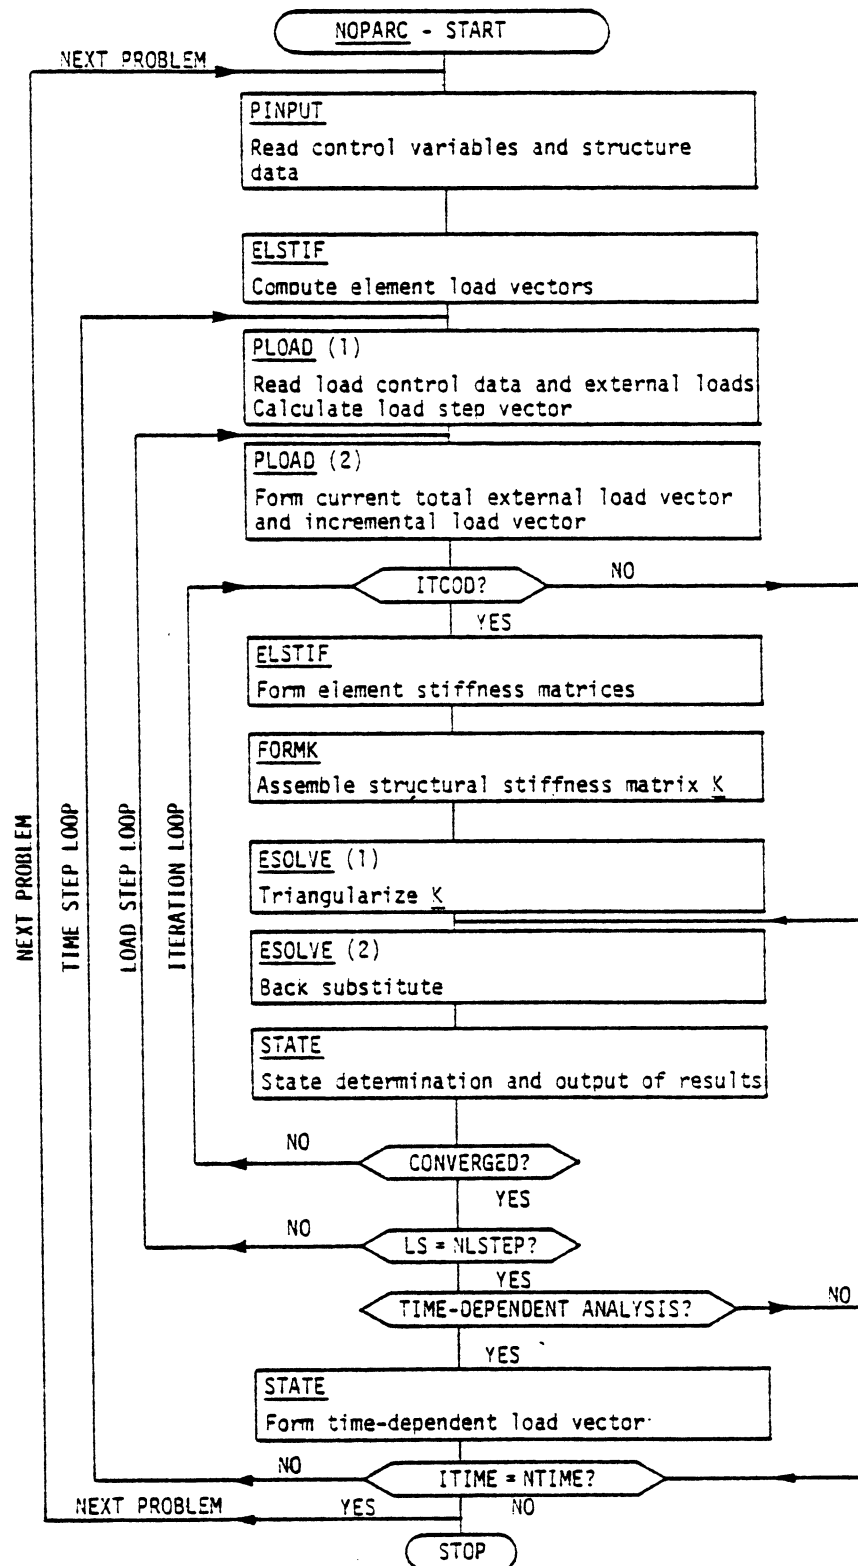 NOPARC - START
NEXT PROBLEM
PINPUT
Read control variables and structure
data
ELSTIF
Compute element load vectors
PLOAD (1)
Read load control data and external loads
Calculate load step vector
PLOAD (2)
Form current total external load vector
and incremental load vector
ITCOD?
NO
YES
ELSTIF
Form element stiffness matrices
FORMK
Assemble structural stiffness matrix K
NEXT PROBLEM
TIME STEP LOOP
LOAD STEP LOOP
ITERATION LOOP
ESOLVE (1)
Triangularize K
ESOLVE (2)
Back substitute
STATE
State determination and output of results
NO
CONVERGED?
YES
NO
LS = NLSTEP?
YES
TIME-DEPENDENT ANALYSIS?
NO
YES
STATE
Form time-dependent load vector
NO
ITIME = NTIME?
NEXT PROBLEM
YES
NO
STOP